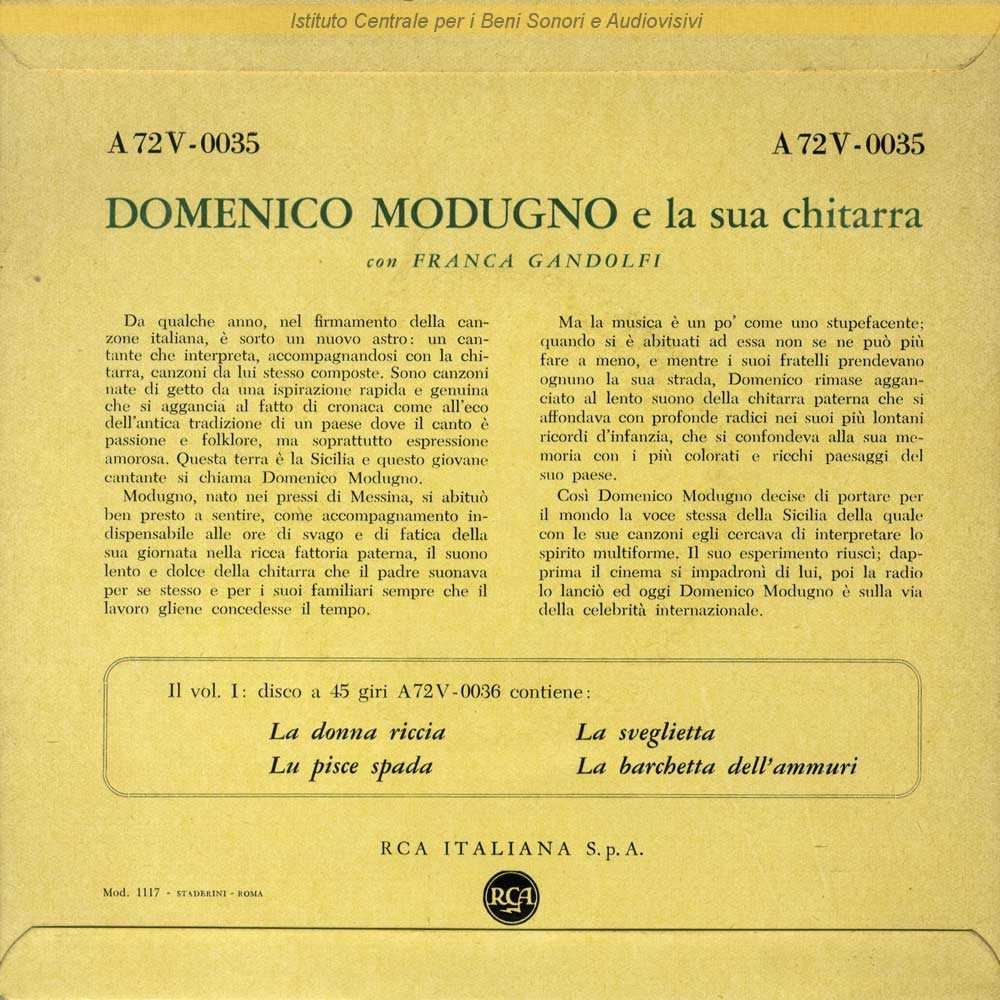 Istituto Centrale per i Beni Sonori e Audiovisivi
A 72 V - 0035
A 72 V - 0035
DOMENICO MODUGNO e la sua chitarra
con FRANCA GANDOLFI
Da qualche anno, nel firmamento della can-
zone italiana, è sorto un nuovo astro: un can-
tante che interpreta, accompagnandosi con la chi-
tarra, canzoni da lui stesso composte. Sono canzoni
nate di getto da una ispirazione rapida e genuina
che si aggancia al fatto di cronaca come all'eco
dell'antica tradizione di un paese dove il canto è
passione e folklore, ma soprattutto espressione
amorosa. Questa terra è la Sicilia e questo giovane
cantante si chiama Domenico Modugno.
Modugno, nato nei pressi di Messina, si abituò
ben presto a sentire, come accompagnamento in-
dispensabile alle ore di svago e di fatica della
sua giornata nella ricca fattoria paterna, il suono
lento e dolce della chitarra che il padre suonava
per se stesso e per i suoi familiari sempre che il
lavoro gliene concedesse il tempo.
Ma la musica è un po' come uno stupefacente;
quando si è abituati ad essa non se ne può più
fare a meno, e mentre i suoi fratelli prendevano
ognuno la sua strada, Domenico rimase aggan-
ciato al lento suono della chitarra paterna che si
affondava con profonde radici nei suoi più lontani
ricordi d'infanzia, che si confondeva alla sua me-
moria con i più colorati e ricchi paesaggi del
suo paese.
Così Domenico Modugno decise di portare per
il mondo la voce stessa della Sicilia della quale
con le sue canzoni egli cercava di interpretare lo
spirito multiforme. Il suo esperimento riuscì; dap-
prima il cinema si impadronì di lui, poi la radio
lo lanciò ed oggi Domenico Modugno è sulla via
della celebrità internazionale.
Il vol. I: disco a 45 giri A72V-0036 contiene:
La donna riccia
La sveglietta
Lu pisce spada
La barchetta dell'ammuri
RCA ITALIANA S.p.A.
RCA
Mod. 1117 - STADERINI - ROMA